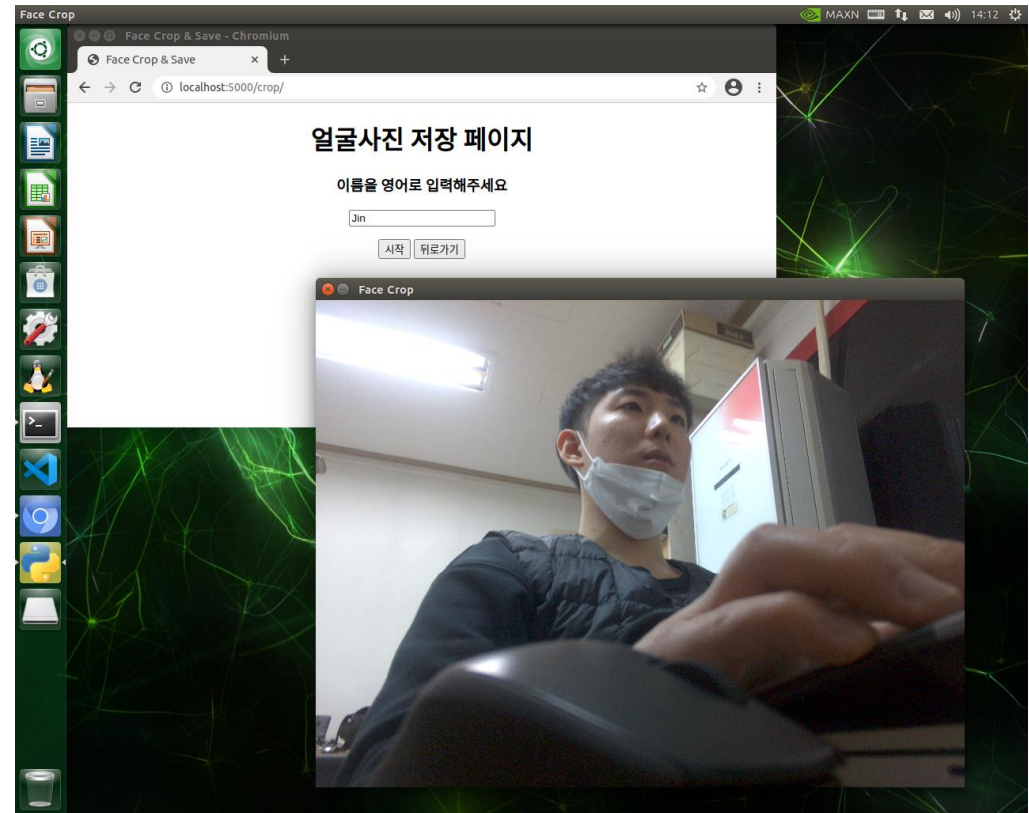 Face Crop
MAXN
14:12
Face Crop & Save - Chromium
Face Crop & Save
localhost:5000/crop/
얼굴사진 저장 페이지
이름을 영어로 입력해주세요
Jin
시작 뒤로가기
Face Crop